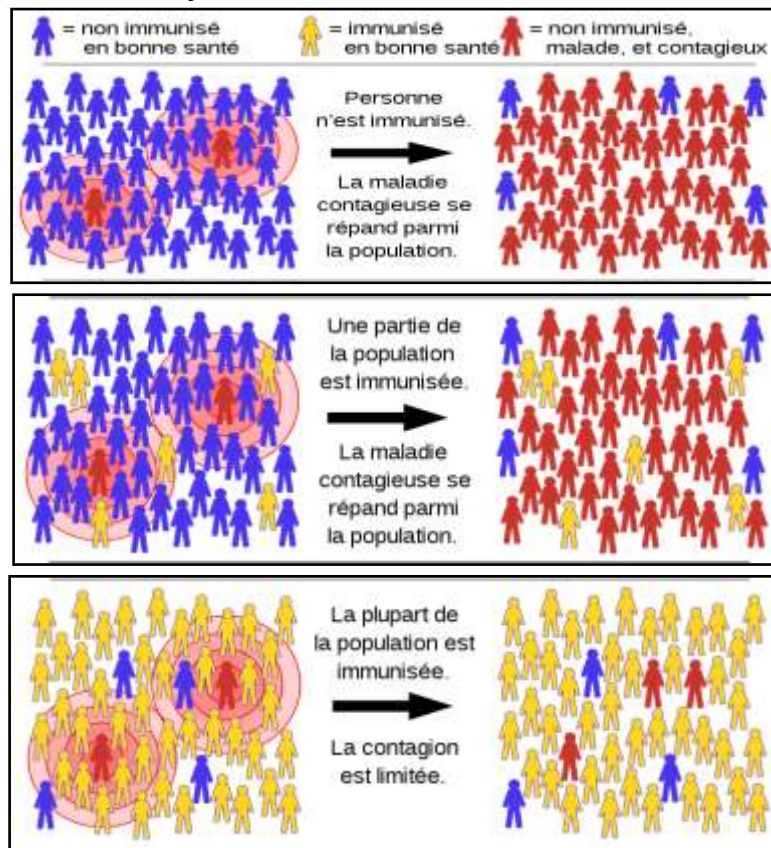 = non immunisé
en bonne santé
= immunisé
en bonne santé
= non immunisé,
malade, et contagieux
Personne
n'est immunisé.
La maladie
contagieuse se
répand parmi
la population.
Une partie de
la population
est immunisée.
La maladie
contagieuse se
répand parmi
la population.
La plupart de
la population est
immunisée.
La contagion
est limitée.